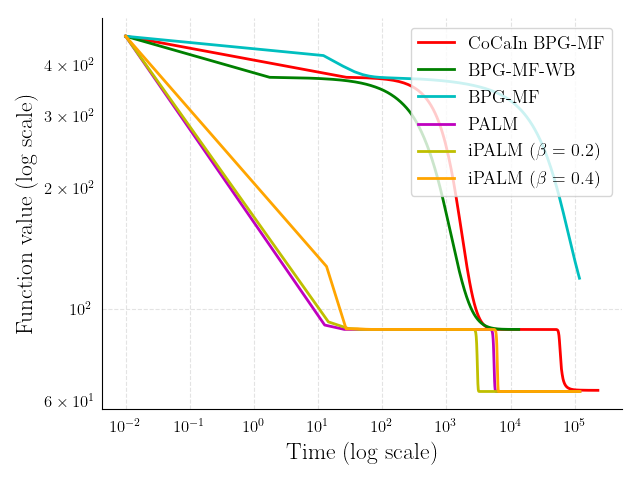 Function value (log scale)
4 × 10²
3 × 10²
2 × 10²
10²
6 × 10¹
CoCaIn BPG-MF
BPG-MF-WB
BPG-MF
PALM
iPALM (β = 0.2)
iPALM (β = 0.4)
10⁻² 10⁻¹ 10⁰ 10¹ 10² 10³ 10⁴ 10⁵
Time (log scale)